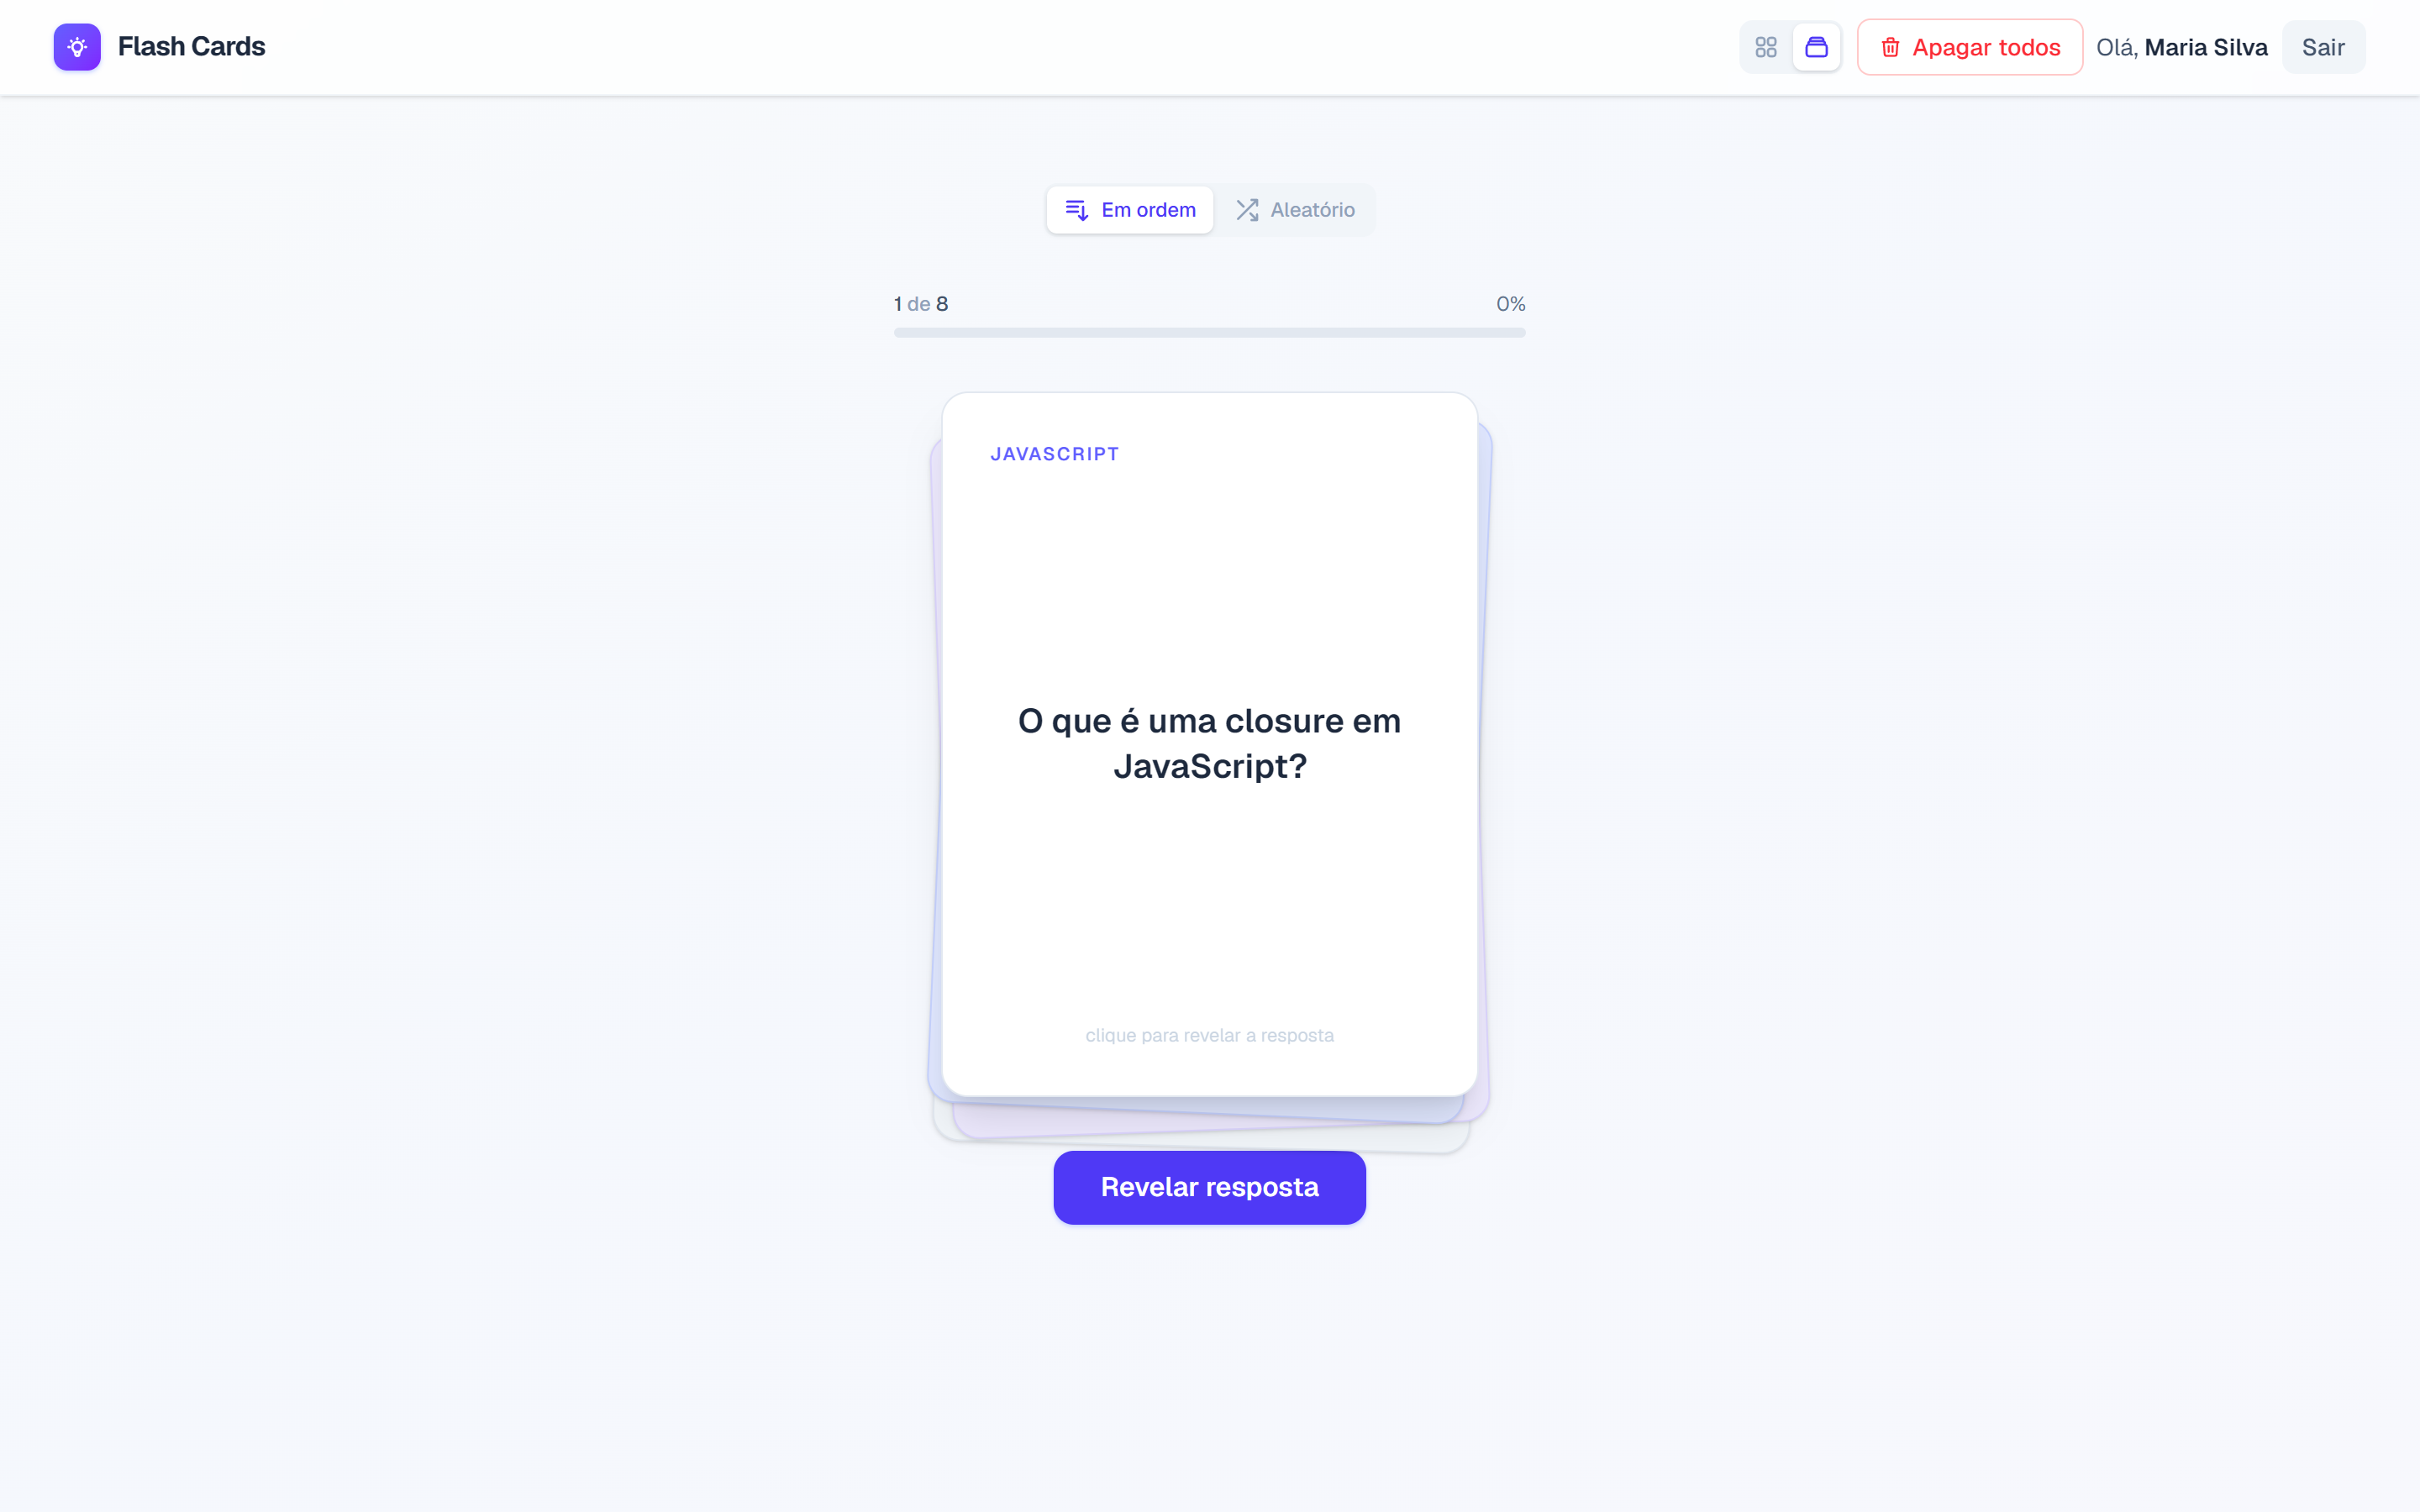 Flash Cards
Apagar todos
Olá, Maria Silva
Sair
Em ordem
Aleatório
1 de 8
0%
JAVASCRIPT
O que é uma closure em
JavaScript?
clique para revelar a resposta
Revelar resposta